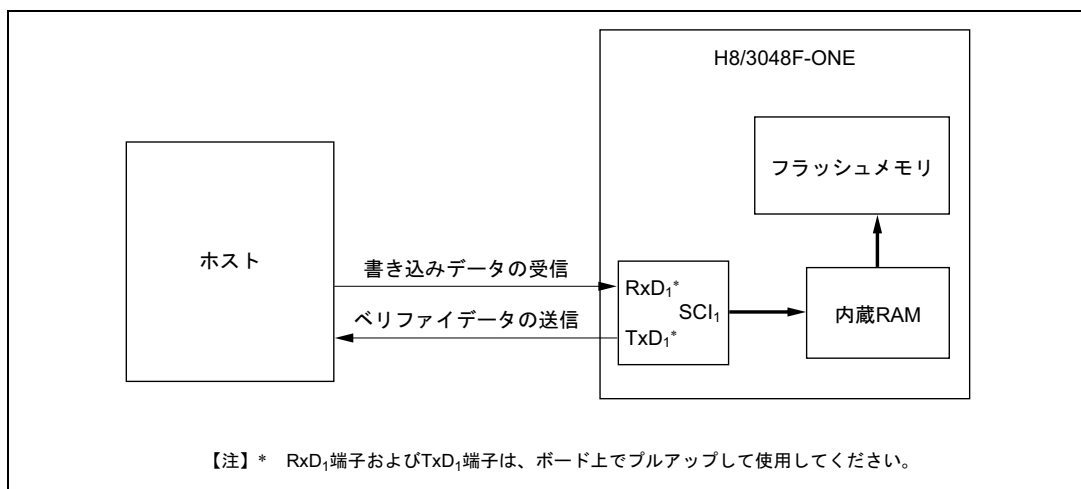 H8/3048F-ONE
フラッシュメモリ
ホスト
書き込みデータの受信
RxD₁*
SCI₁
内蔵RAM
ベリファイデータの送信
TxD₁*
【注】* RxD₁端子およびTxD₁端子は、ボード上でプルアップして使用してください。